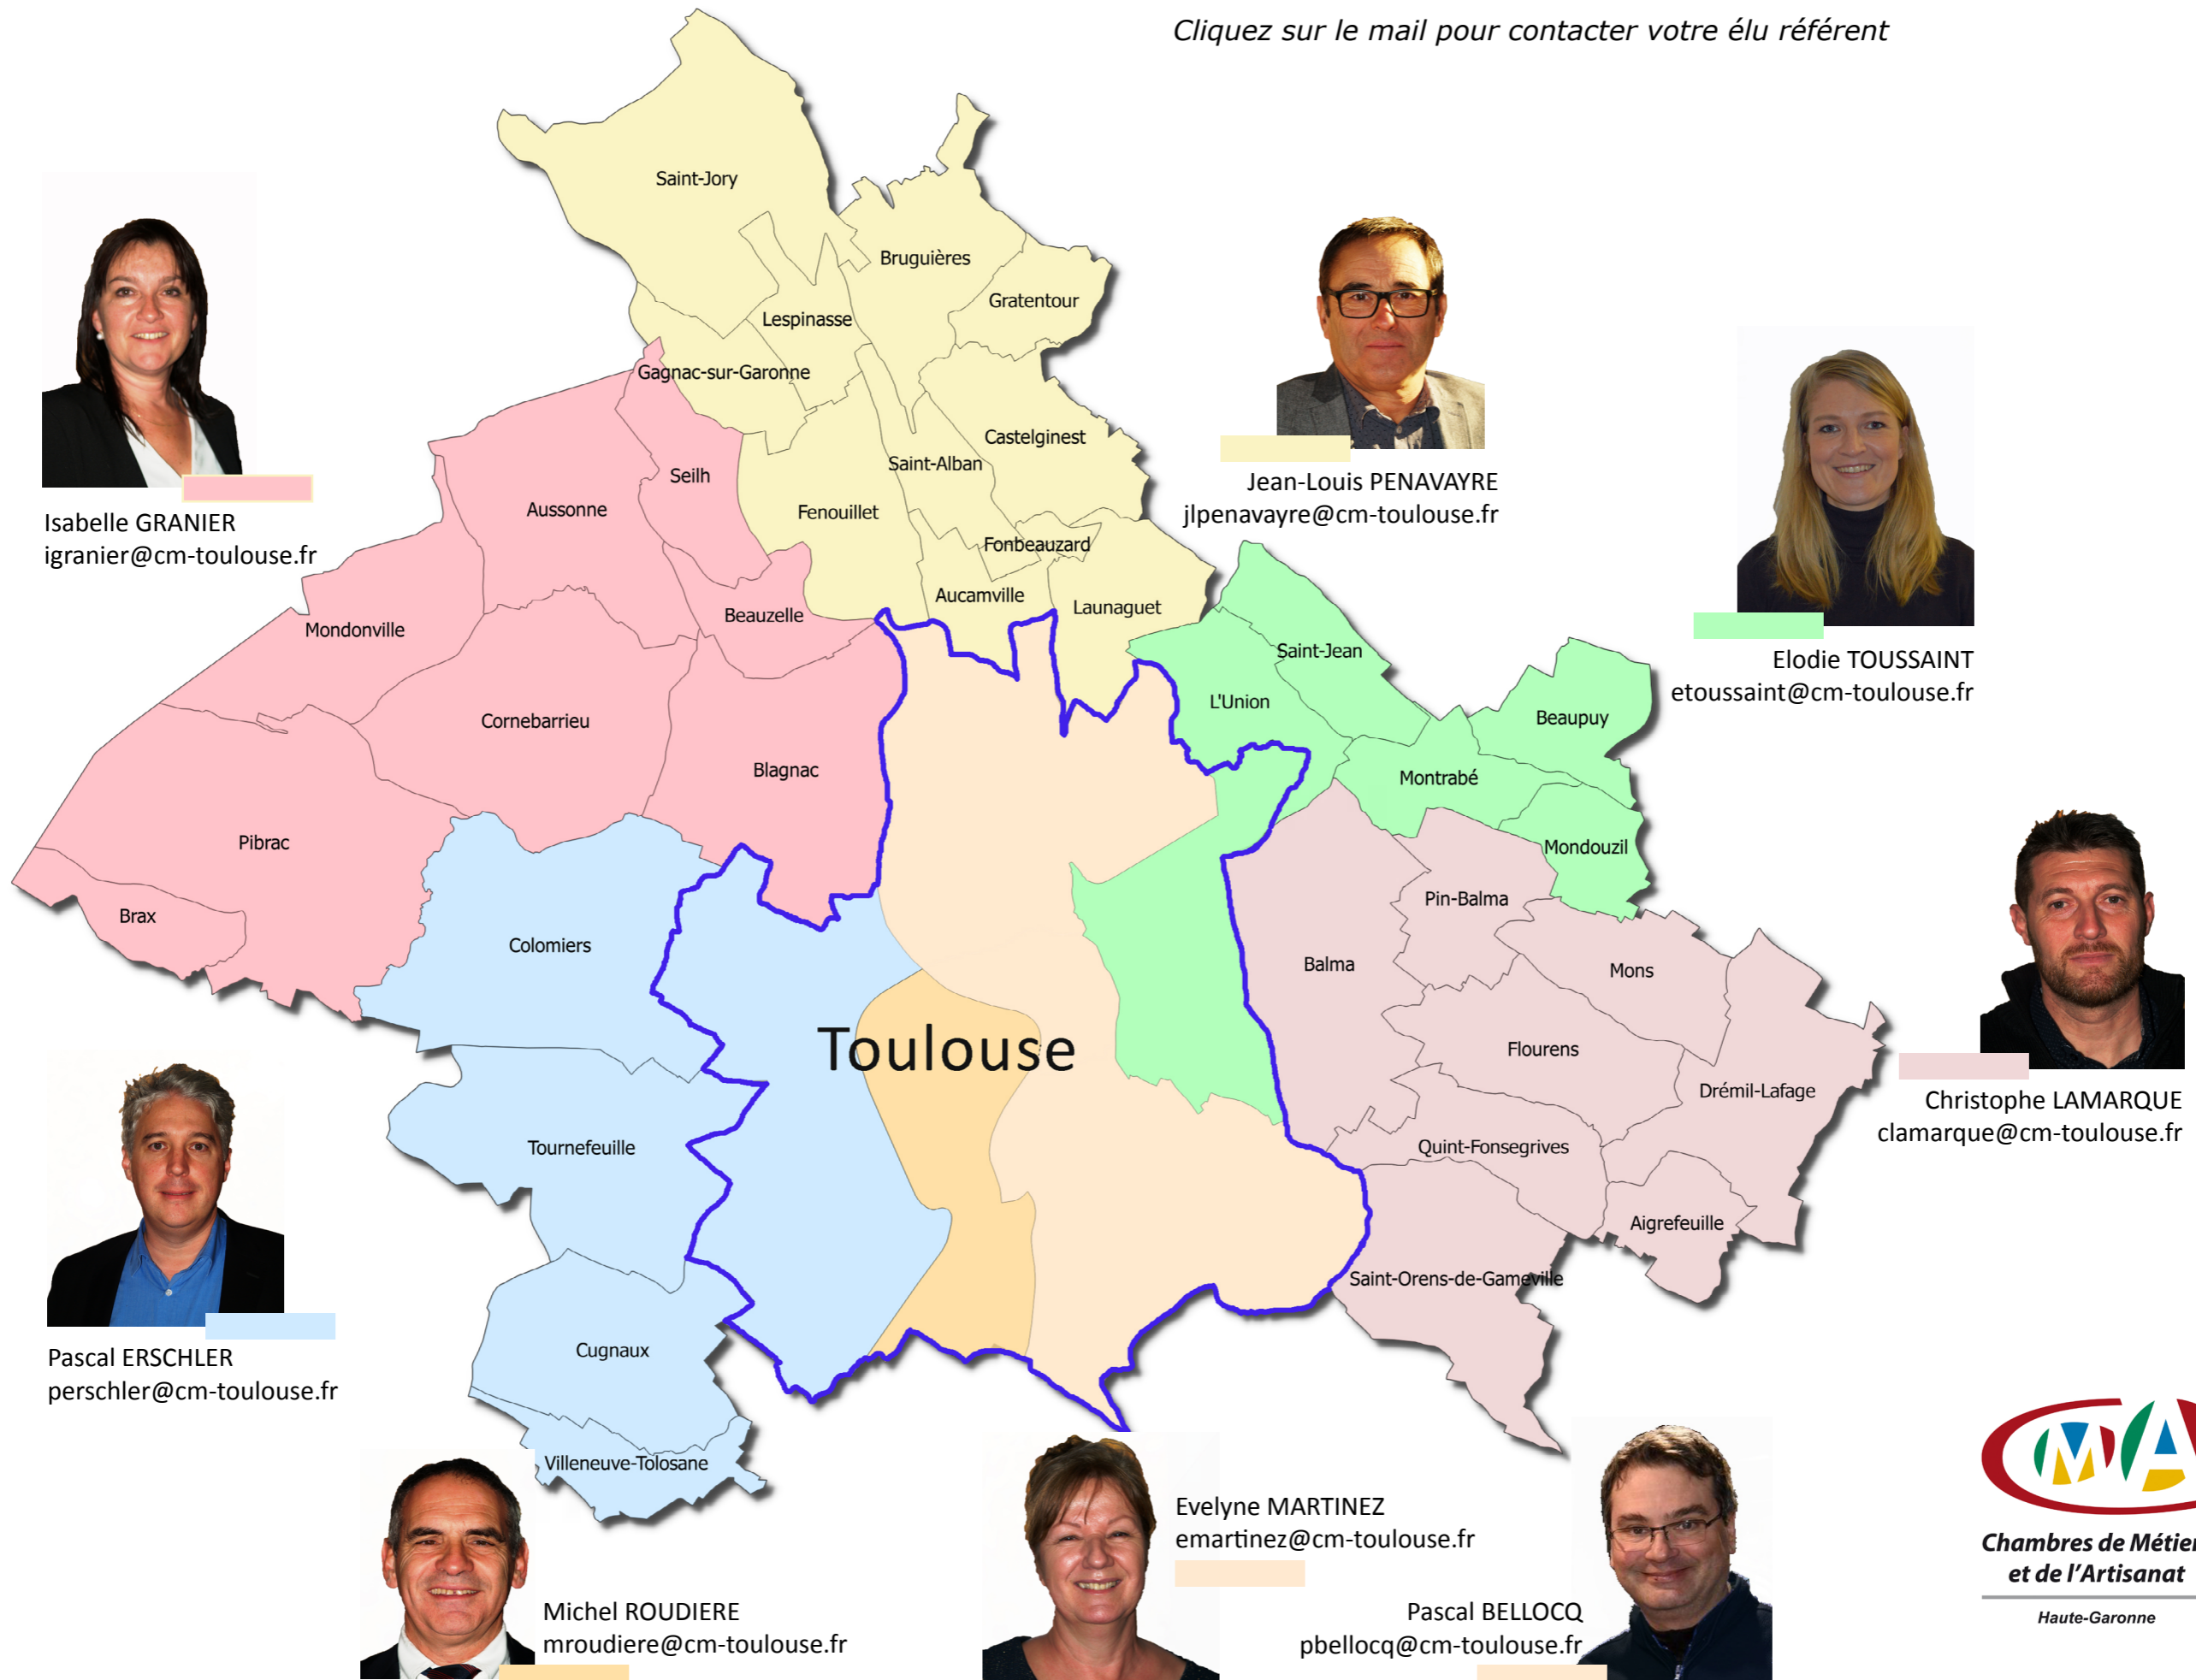 Cliquez sur le mail pour contacter votre élu référent
Saint-Jory
Bruguières
Gratentour
Lespinasse
Gagnac-sur-Garonne
Castelginest
Saint-Alban
Seilh
Aussonne
Fenouillet
Fonbeauzard
Aucamville
Launaguet
Beauzelle
Mondonville
Isabelle GRANIER
igranier@cm-toulouse.fr
Jean-Louis PENAVAYRE
jlpenavayre@cm-toulouse.fr
Elodie TOUSSAINT
etoussaint@cm-toulouse.fr
Saint-Jean
L'Union
Beaupuy
Cornebarrieu
Blagnac
Montrabé
Pibrac
Mondouzil
Brax
Pin-Balma
Colomiers
Balma
Mons
Toulouse
Flourens
Drémil-Lafage
Christophe LAMARQUE
clamarque@cm-toulouse.fr
Tournefeuille
Quint-Fonsegrives
Aigrefeuille
Saint-Orens-de-Gameville
Cugnaux
Pascal ERSCHLER
perschler@cm-toulouse.fr
Villeneuve-Tolosane
Michel ROUDIERE
mroudiere@cm-toulouse.fr
Evelyne MARTINEZ
emartinez@cm-toulouse.fr
Pascal BELLOCQ
pbellocq@cm-toulouse.fr
CMA
Chambres de Métier
et de l'Artisanat
Haute-Garonne